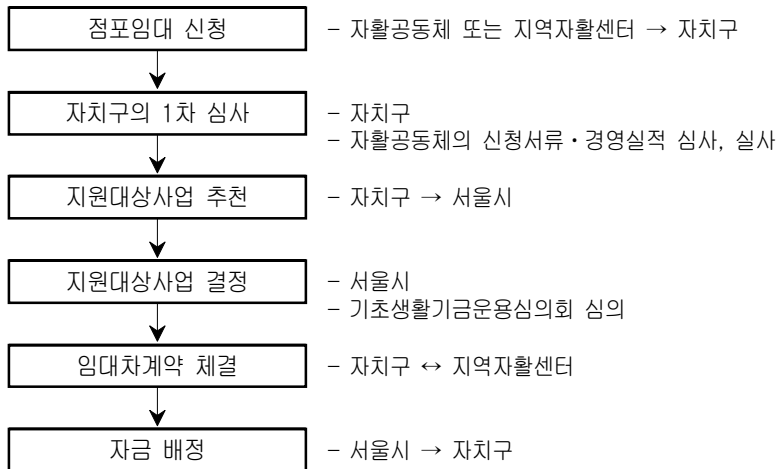 점포임대 신청 – 자활공동체 또는 지역자활센터 → 자치구
자치구의 1차 심사 – 자치구
– 자활공동체의 신청서류・경영실적 심사, 실사
지원대상사업 추천 – 자치구 → 서울시
지원대상사업 결정 – 서울시
– 기초생활기금운용심의회 심의
임대차계약 체결 – 자치구 ↔ 지역자활센터
자금 배정 – 서울시 → 자치구